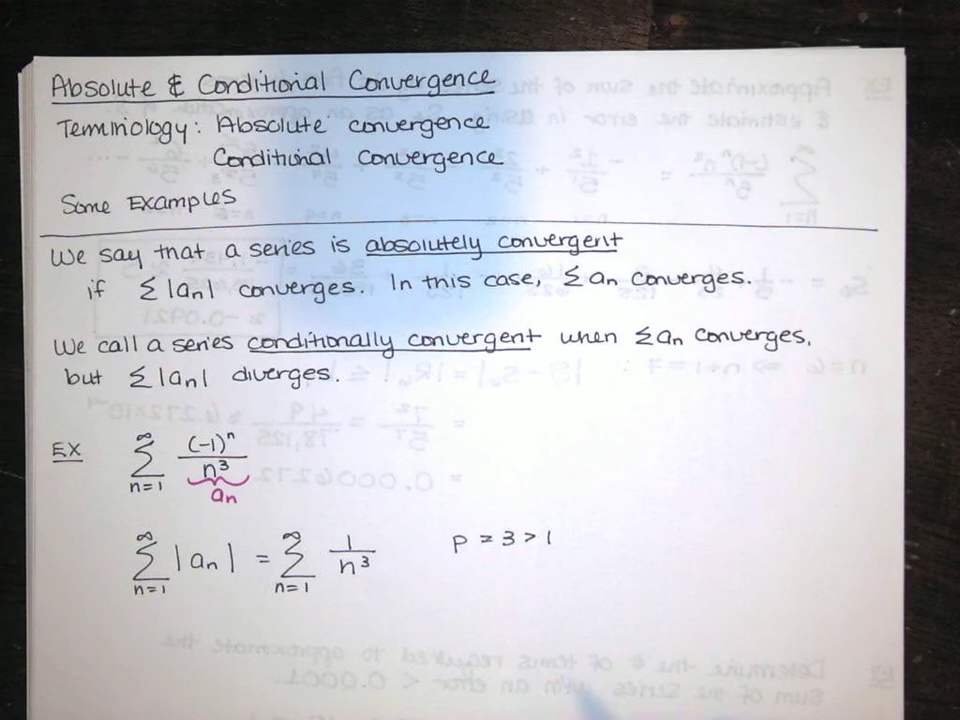 Absolute & Conditional Convergence
Terminology: Absolute convergence
Conditional convergence
Some Examples
We say that a series is absolutely convergent
if Σ|an| converges. In this case, Σan converges.
We call a series conditionally convergent when Σan converges,
but Σ|an| diverges.
EX ∞ Σ n=1 (-1)^n / n^3
an
∞ Σ n=1 |an| = ∞ Σ n=1 1/n^3 p = 3 > 1